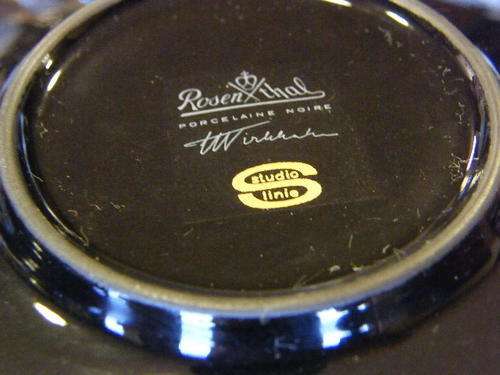 Rosenthal
PORCELAINE NOIRE
TWirkkala
studio
linie